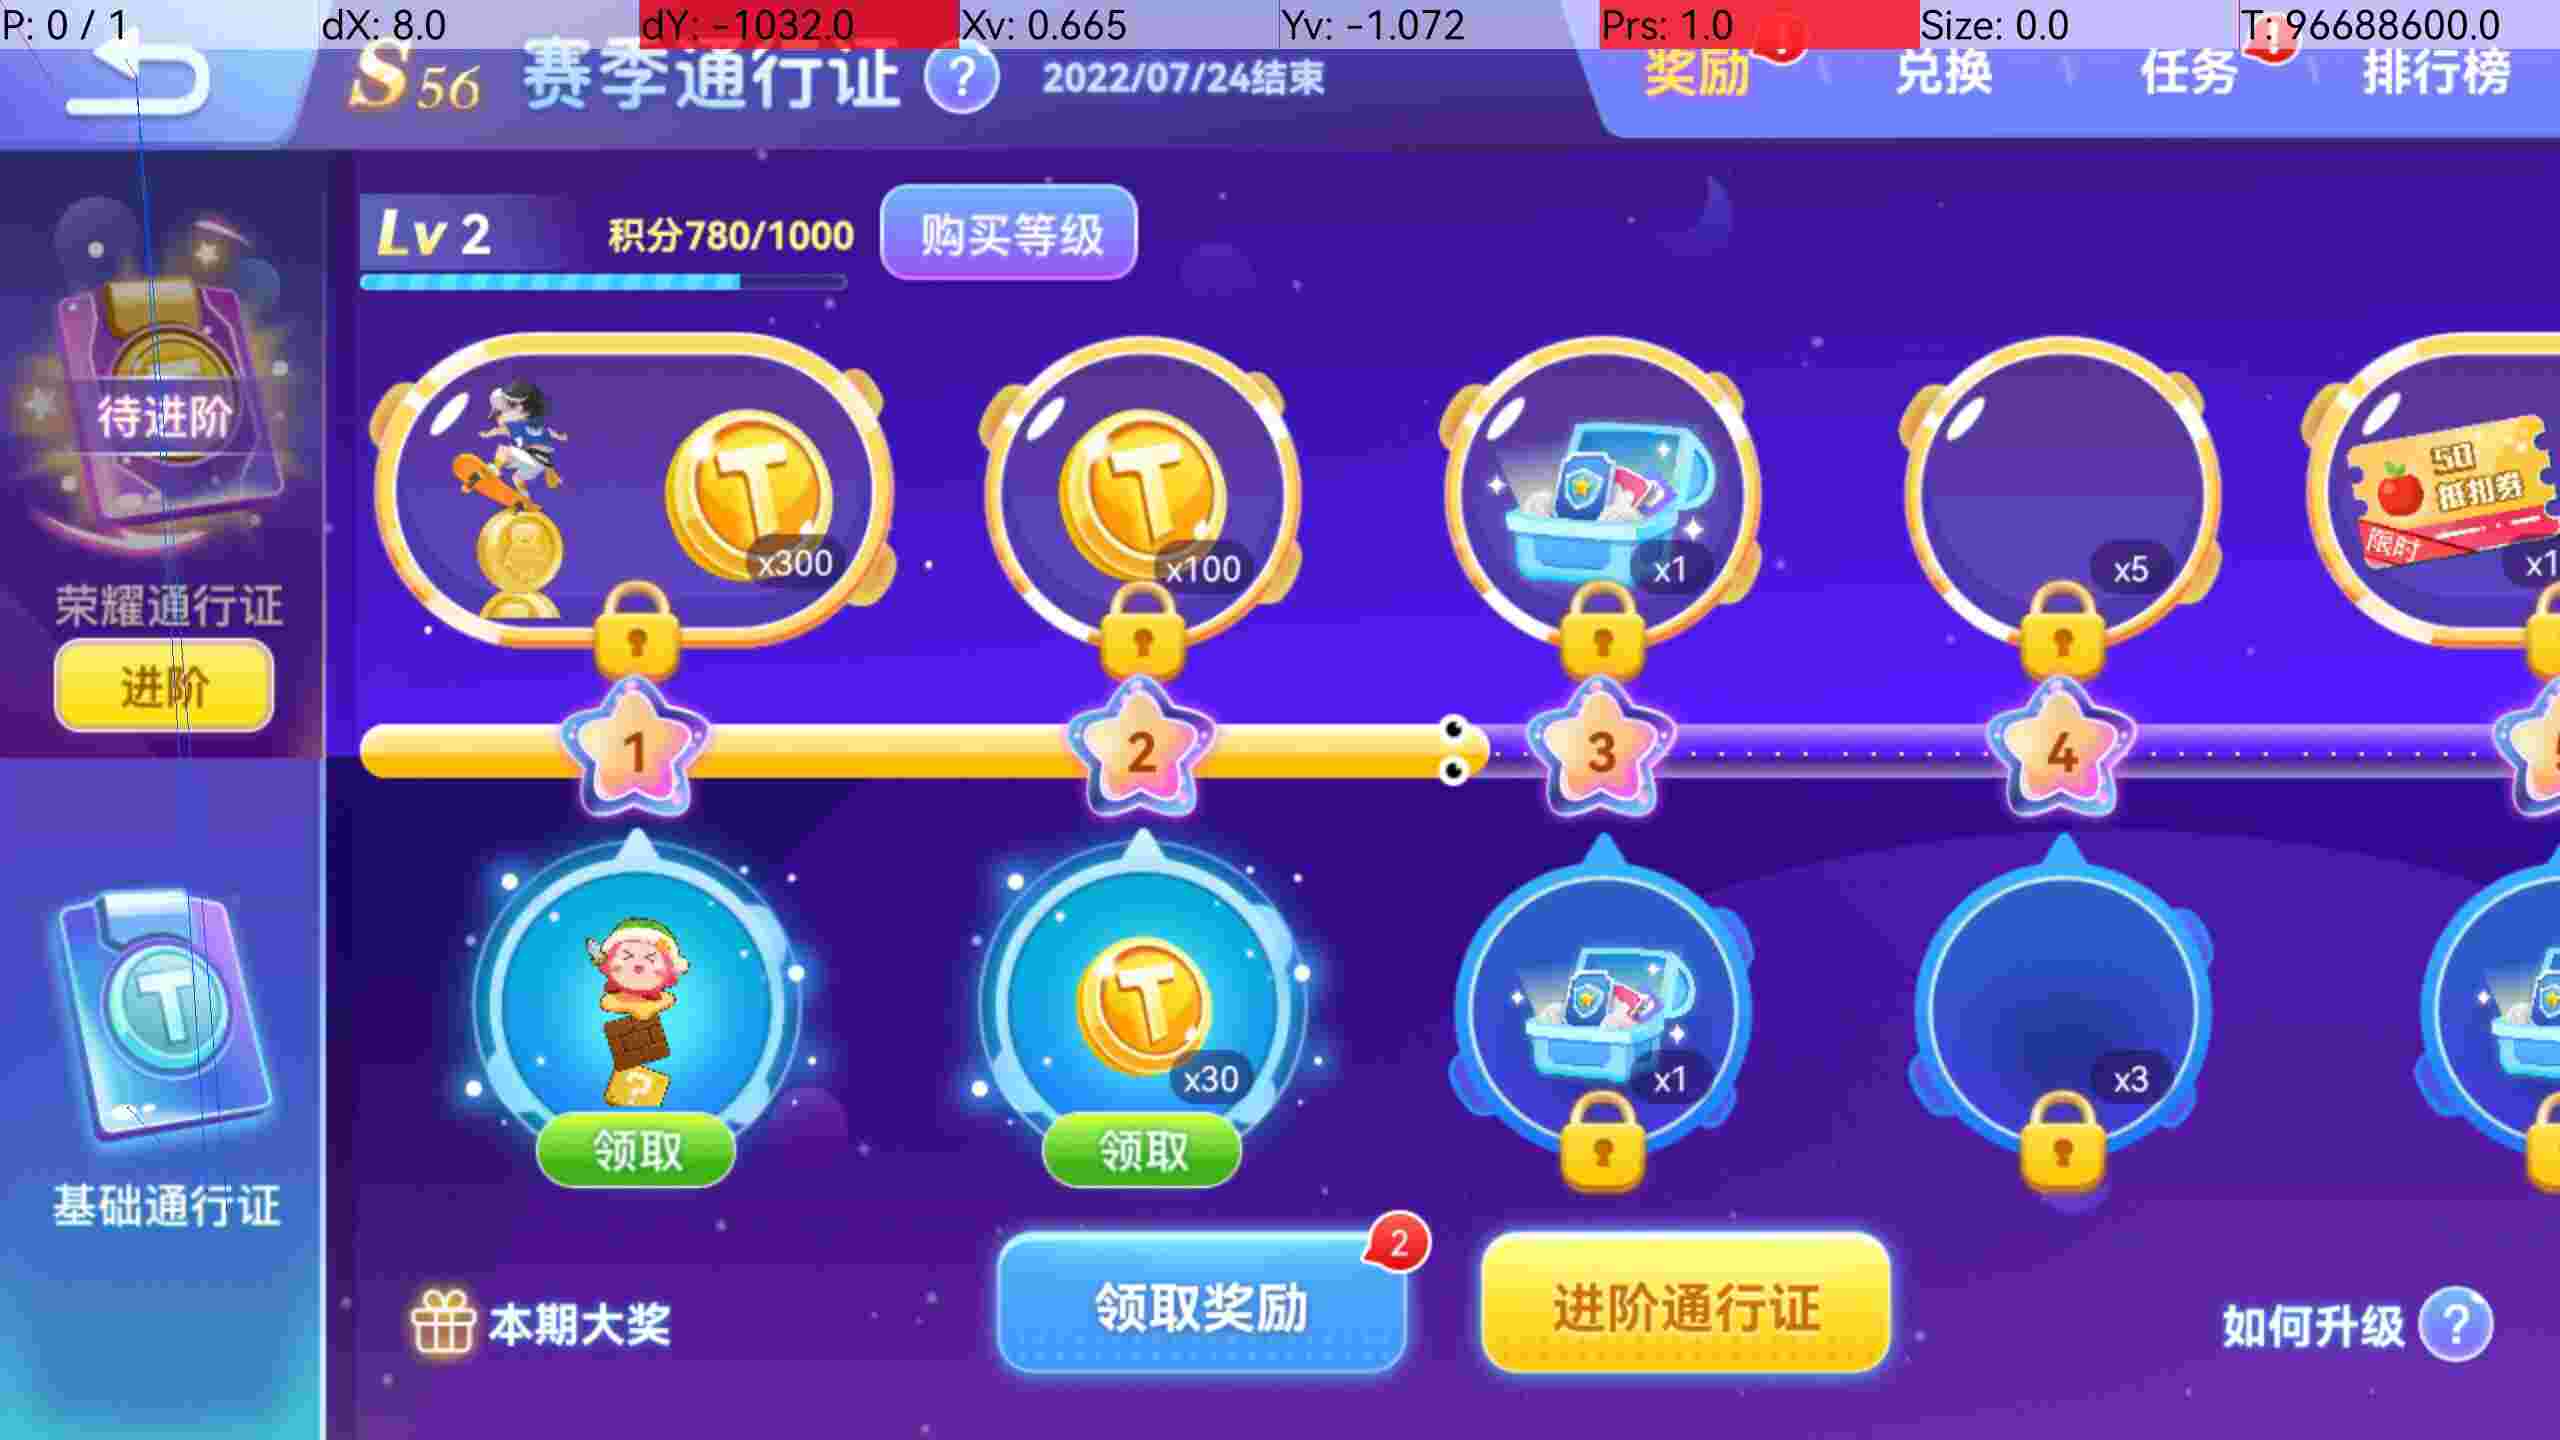 P: 0 / 1 dX: 8.0 dY: -1032.0 Xv: 0.665 Yv: -1.072 Prs: 1.0 Size: 0.0 T: 96688600.0
S56 赛季通行证 ? 2022/07/24结束 奖励 兑换 任务 排行榜
Lv 2 积分780/1000 购买等级
待进阶
荣耀通行证
进阶
T x300
T x100
x1
x5
50
抵扣券
限时
x1
1 2 3 4
T
基础通行证
?
领取
T x30
领取
x1
x3
本期大奖
领取奖励 2
进阶通行证
如何升级 ?